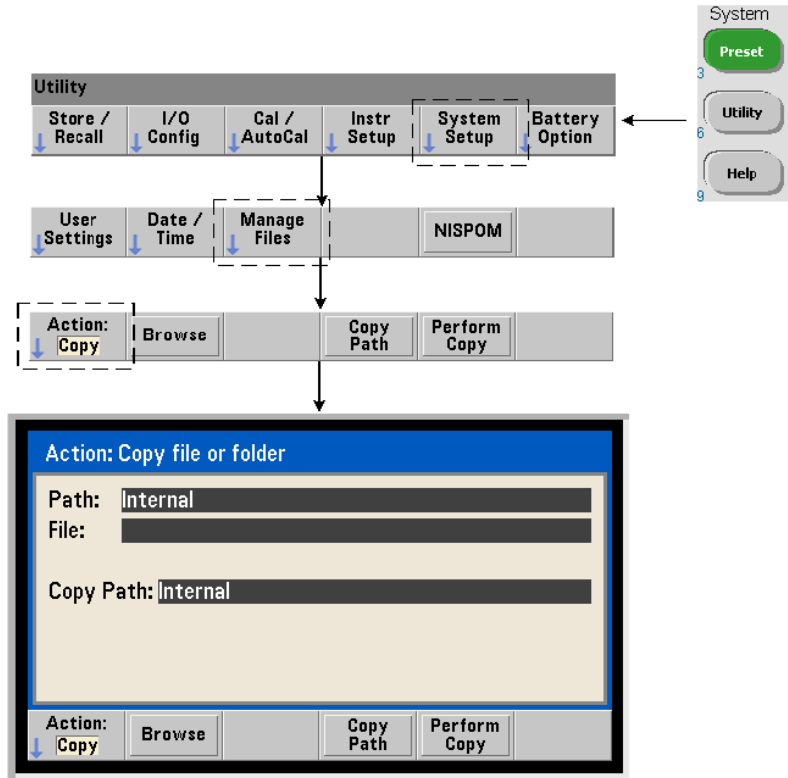 System
Preset
3
Utility
6
Help
9
Utility
Store / Recall
I/O Config
Cal / AutoCal
Instr Setup
System Setup
Battery Option
User Settings
Date / Time
Manage Files
NISPOM
Action: Copy
Browse
Copy Path
Perform Copy
Action: Copy file or folder
Path: Internal
File:
Copy Path: Internal
Action: Copy
Browse
Copy Path
Perform Copy